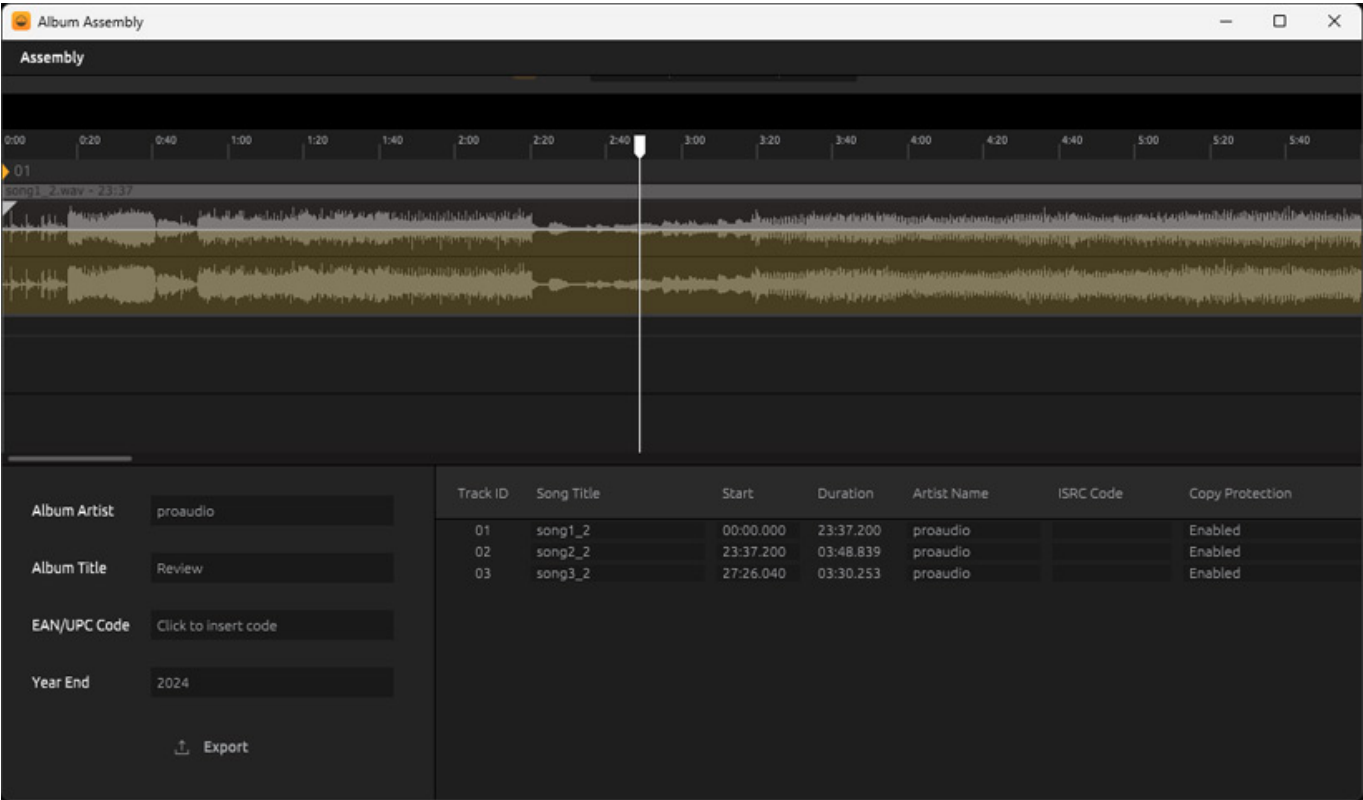 Album Assembly
Assembly
0:00 0:20 0:40 1:00 1:20 1:40 2:00 2:20 2:40 3:00 3:20 3:40 4:00 4:20 4:40 5:00 5:20 5:40
01
song1_2.wav - 23:37
Album Artist proaudio
Album Title Review
EAN/UPC Code Click to insert code
Year End 2024
Export
Track ID Song Title Start Duration Artist Name ISRC Code Copy Protection
01 song1_2 00:00.000 23:37.200 proaudio Enabled
02 song2_2 23:37.200 03:48.839 proaudio Enabled
03 song3_2 27:26.040 03:30.253 proaudio Enabled